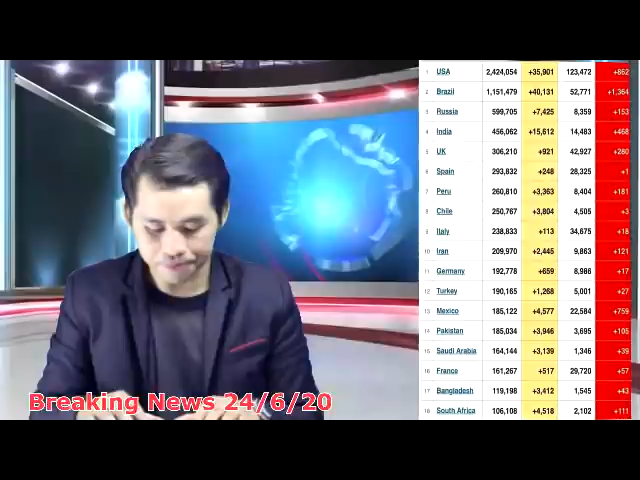 1 USA 2,424,054 +35,901 123,472 +862
2 Brazil 1,151,479 +40,131 52,771 +1,364
3 Russia 599,705 +7,425 8,359 +153
4 India 456,062 +15,612 14,483 +468
5 UK 306,210 +921 42,927 +280
6 Spain 293,832 +248 28,325 +1
7 Peru 260,810 +3,363 8,404 +181
8 Chile 250,767 +3,804 4,505 +3
9 Italy 238,833 +113 34,675 +18
10 Iran 209,970 +2,445 9,863 +121
11 Germany 192,778 +659 8,986 +17
12 Turkey 190,165 +1,268 5,001 +27
13 Mexico 185,122 +4,577 22,584 +759
14 Pakistan 185,034 +3,946 3,695 +105
15 Saudi Arabia 164,144 +3,139 1,346 +39
16 France 161,267 +517 29,720 +57
17 Bangladesh 119,198 +3,412 1,545 +43
18 South Africa 106,108 +4,518 2,102 +111
Breaking News 24/6/20